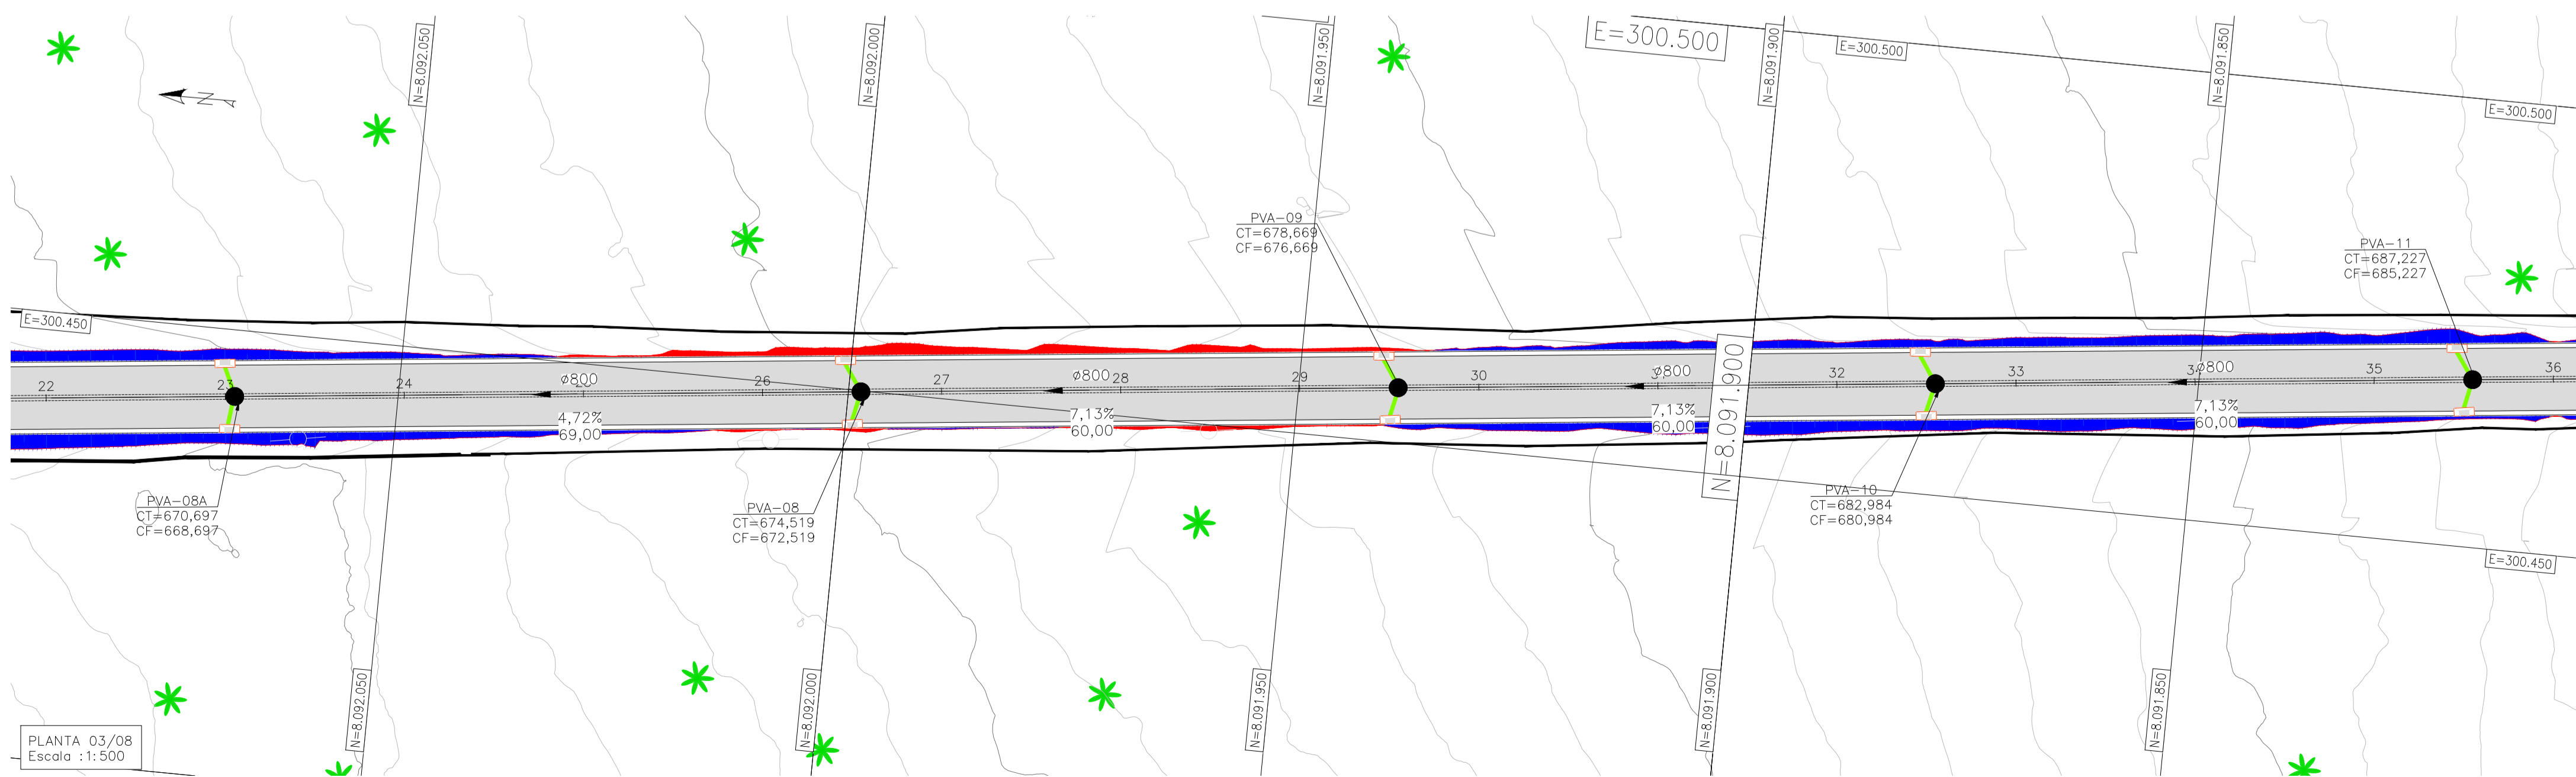 N=8.092.050
N=8.092.000
N=8.091.950
E=300.500
N=8.091.900
E=300.500
N=8.091.850
E=300.500
N
PVA-09
CT=678,669
CF=676,669
PVA-11
CT=687,227
CF=685,227
E=300.450
22
23
24
26
27
28
29
30
32
33
35
36
ø800
ø800
ø800
ø800
4,72%
69,00
7,13%
60,00
7,13%
60,00
7,13%
60,00
N=8.091.900
PVA-08A
CT=670,697
CF=668,697
PVA-08
CT=674,519
CF=672,519
PVA-10
CT=682,984
CF=680,984
E=300.450
N=8.092.050
N=8.092.000
N=8.091.950
N=8.091.900
N=8.091.850
PLANTA 03/08
Escala :1:500